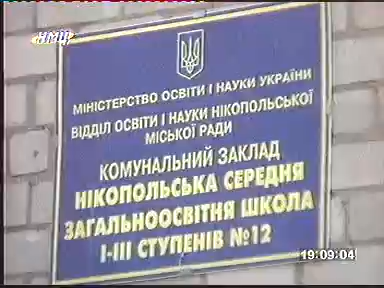 НМЦ
МІНІСТЕРСТВО ОСВІТИ І НАУКИ УКРАЇНИ
ВІДДІЛ ОСВІТИ І НАУКИ НІКОПОЛЬСЬКОЇ
МІСЬКОЇ РАДИ
КОМУНАЛЬНИЙ ЗАКЛАД
НІКОПОЛЬСЬКА СЕРЕДНЯ
ЗАГАЛЬНООСВІТНЯ ШКОЛА
І-ІІІ СТУПЕНІВ №12
19:09:04